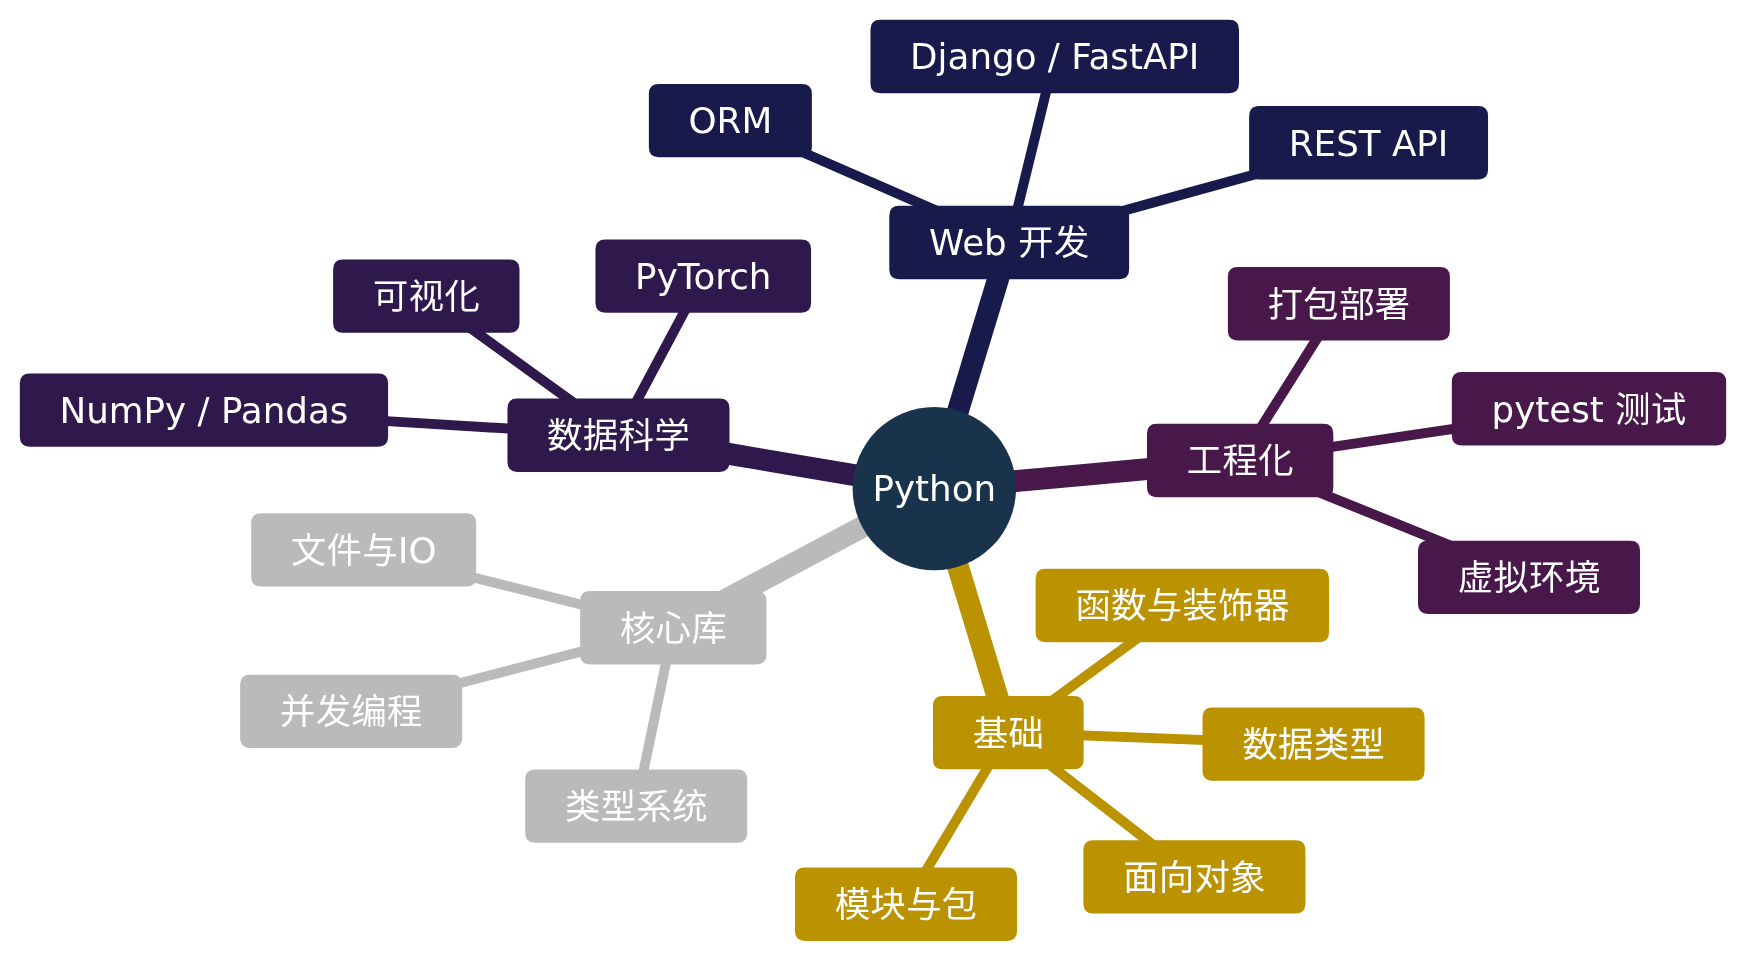 Django / FastAPI
ORM
REST API
Web 开发
PyTorch
可视化
打包部署
NumPy / Pandas
pytest 测试
数据科学
工程化
Python
文件与IO
虚拟环境
函数与装饰器
核心库
并发编程
基础
数据类型
类型系统
面向对象
模块与包